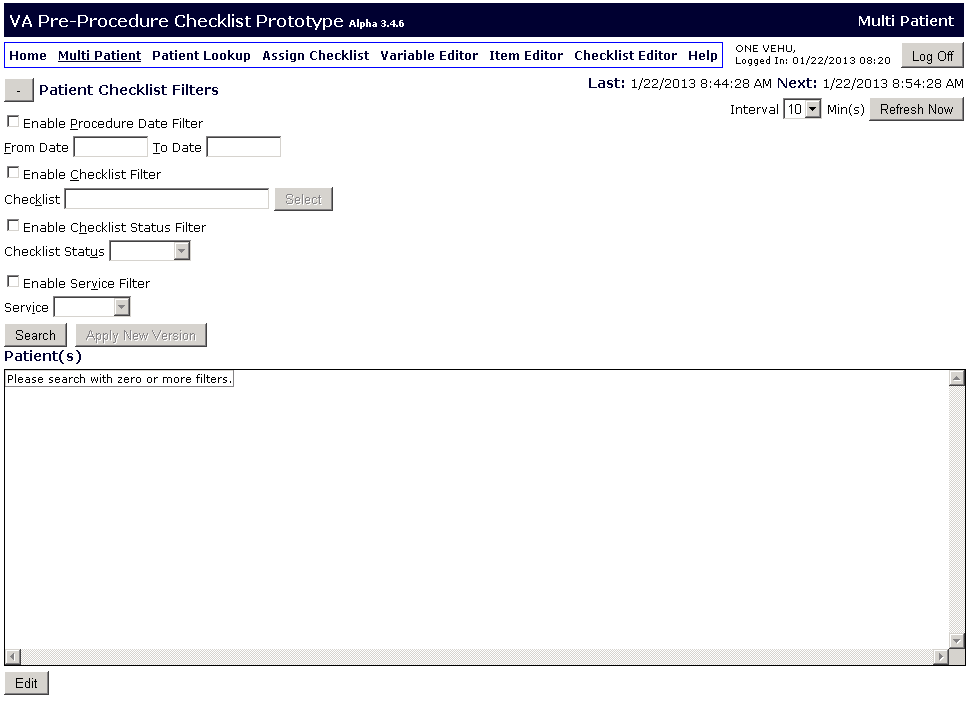 VA Pre-Procedure Checklist Prototype Alpha 3.4.6 Multi Patient
Home Multi Patient Patient Lookup Assign Checklist Variable Editor Item Editor Checklist Editor Help
ONE VEHU,
Logged In: 01/22/2013 08:20
Log Off
- Patient Checklist Filters
Last: 1/22/2013 8:44:28 AM Next: 1/22/2013 8:54:28 AM
Interval 10 Min(s) Refresh Now
Enable Procedure Date Filter
From Date To Date
Enable Checklist Filter
Checklist Select
Enable Checklist Status Filter
Checklist Status
Enable Service Filter
Service
Search Apply New Version
Patient(s)
Please search with zero or more filters.
Edit